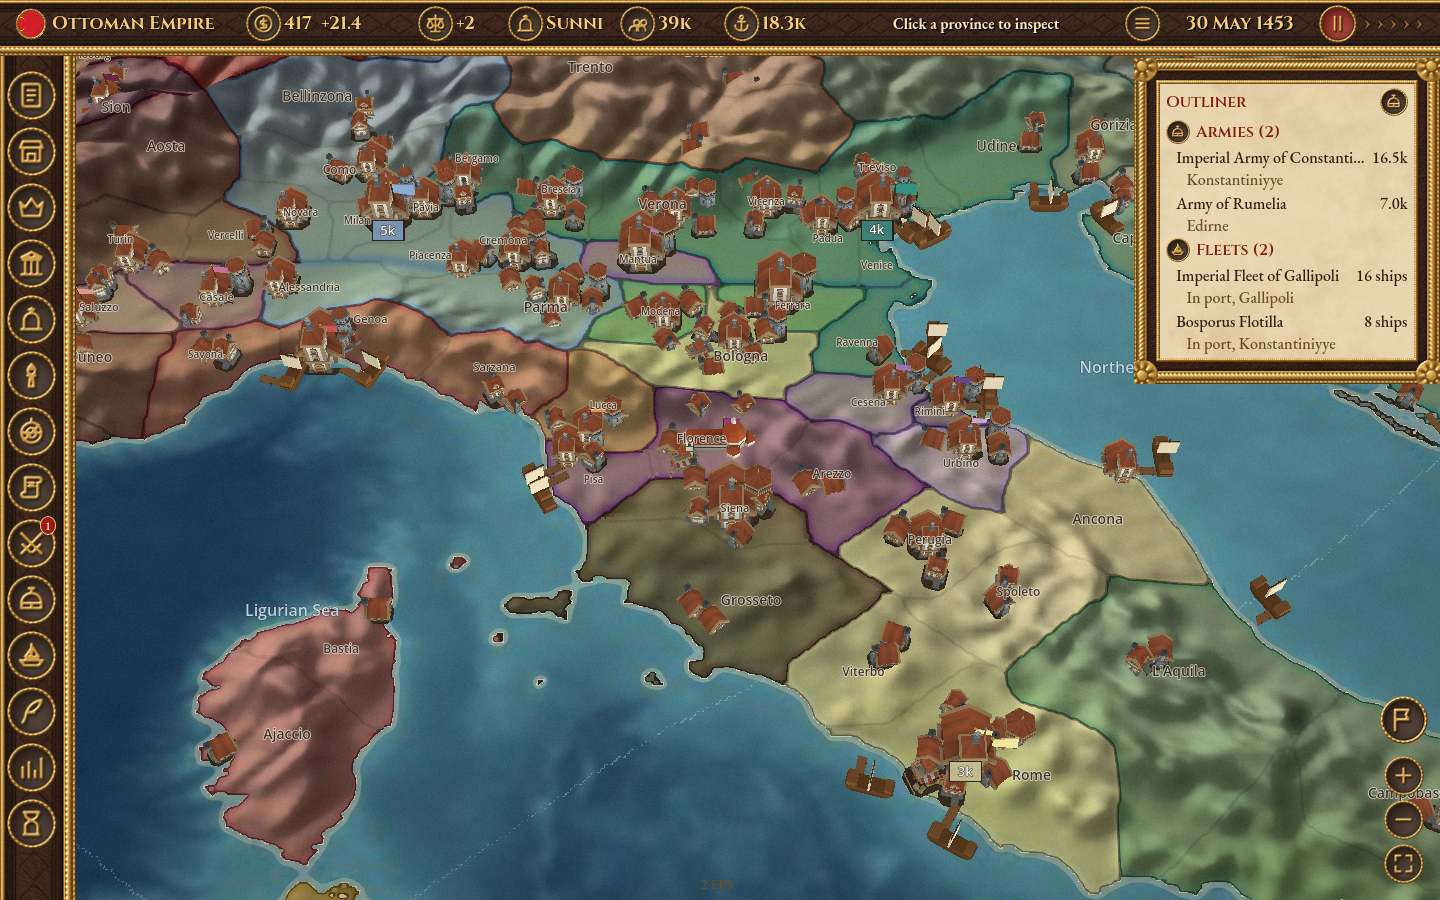 Ottoman Empire 417 +21.4 +2 Sunni 39k 18.3k Click a province to inspect 30 May 1453
Outliner
Armies (2)
Imperial Army of Constanti... 16.5k
Konstantiniyye
Army of Rumelia 7.0k
Edirne
Fleets (2)
Imperial Fleet of Gallipoli 16 ships
In port, Gallipoli
Bosporus Flotilla 8 ships
In port, Konstantiniyye
1
Trento
Bellinzona
Sion
Aosta
Gorizia
Udine
Bergamo
Como
Treviso
Brescia
Verona
Vicenza
Novara
Milan
Pavia
5k
4k
Vercelli
Turin
Cremona
Padua
Piacenza
Mantua
Venice
Casale
Alessandria
Saluzzo
Parma
Modena
Ferrara
Genoa
Savona
úneo
Bologna
Ravenna
Sarzana
Northe
Lucca
Cesena
Rimini
Florence
Urbino
Pisa
Arezzo
Siena
Ancona
Perugia
Spoleto
Grosseto
Ligurian Sea
Bastia
Viterbo
L'Aquila
Ajaccio
3k
Rome
2 FPS